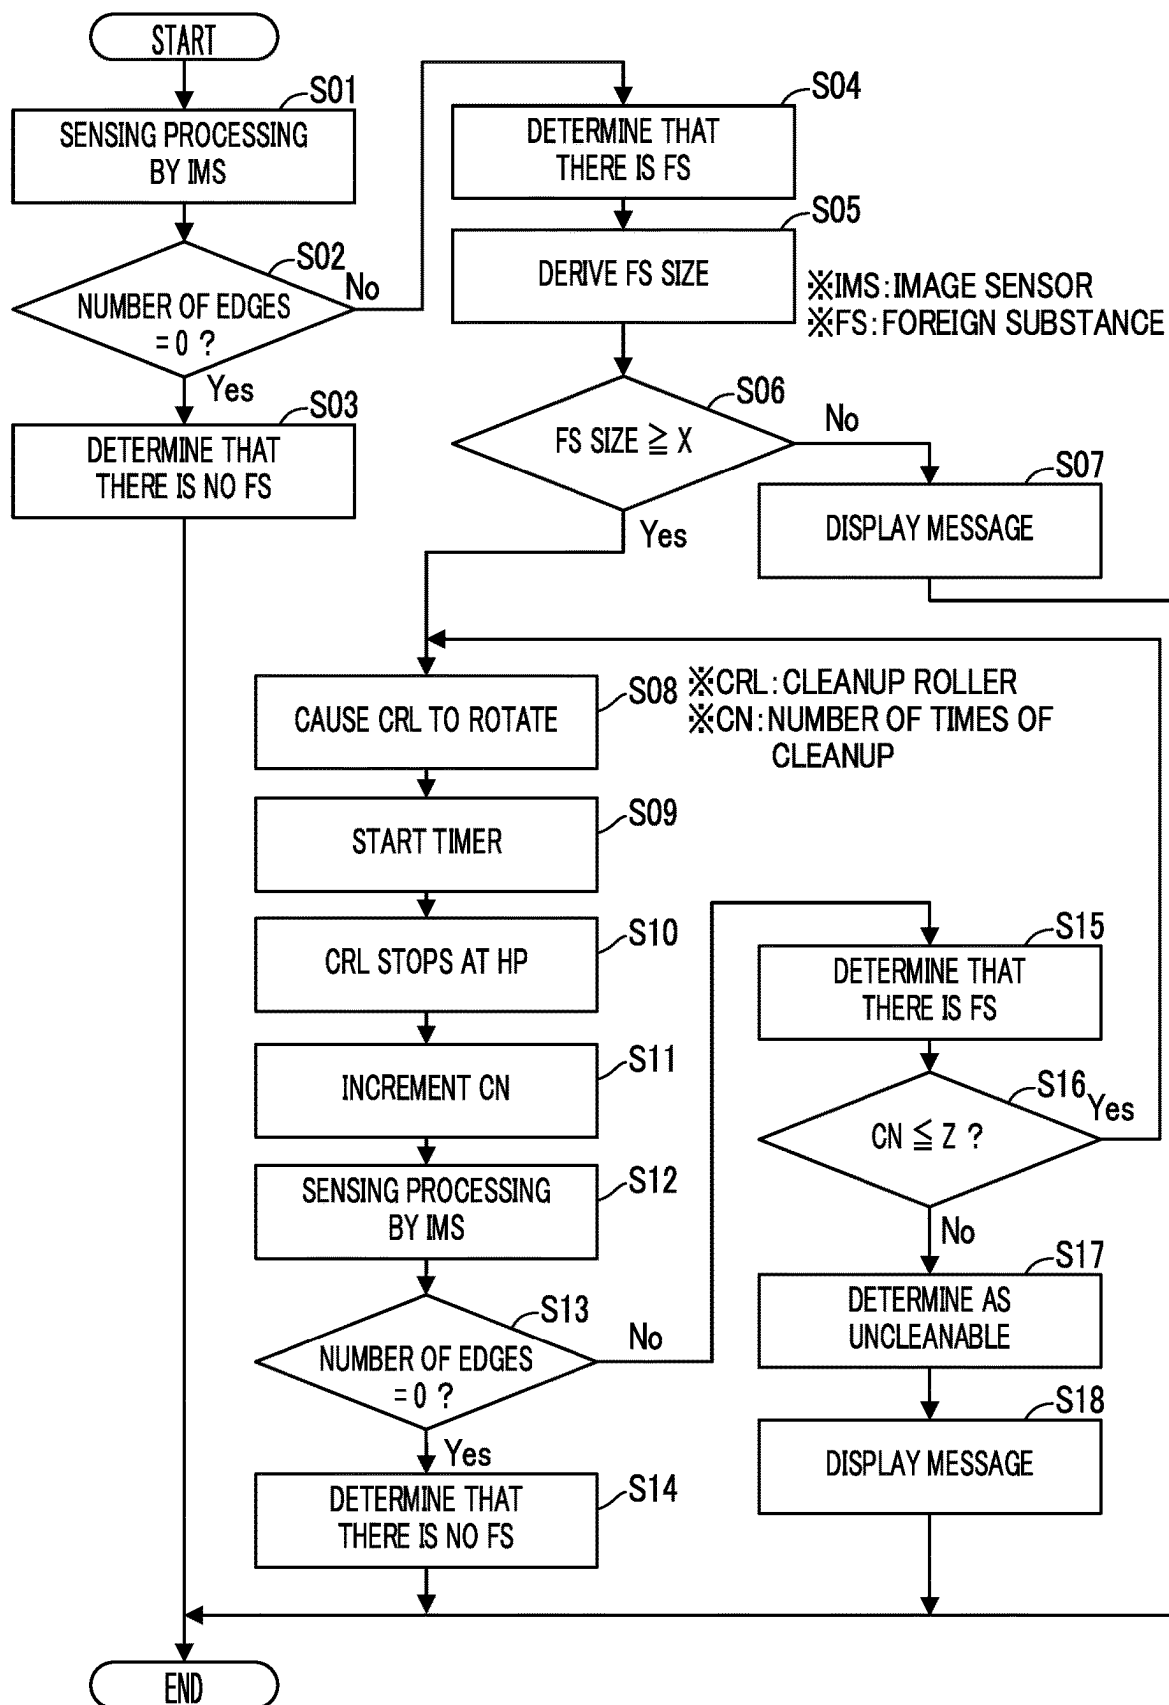 START
S01
SENSING PROCESSING
BY IMS
S02
NUMBER OF EDGES
= 0 ?
No
Yes
S03
DETERMINE THAT
THERE IS NO FS
S04
DETERMINE THAT
THERE IS FS
S05
DERIVE FS SIZE
※IMS:IMAGE SENSOR
※FS:FOREIGN SUBSTANCE
S06
FS SIZE ≧ X
No
Yes
S07
DISPLAY MESSAGE
S08
CAUSE CRL TO ROTATE
※CRL:CLEANUP ROLLER
※CN:NUMBER OF TIMES OF
CLEANUP
S09
START TIMER
S10
CRL STOPS AT HP
S11
INCREMENT CN
S12
SENSING PROCESSING
BY IMS
S13
NUMBER OF EDGES
= 0 ?
No
Yes
S14
DETERMINE THAT
THERE IS NO FS
S15
DETERMINE THAT
THERE IS FS
S16
CN ≦ Z ?
Yes
No
S17
DETERMINE AS
UNCLEANABLE
S18
DISPLAY MESSAGE
END